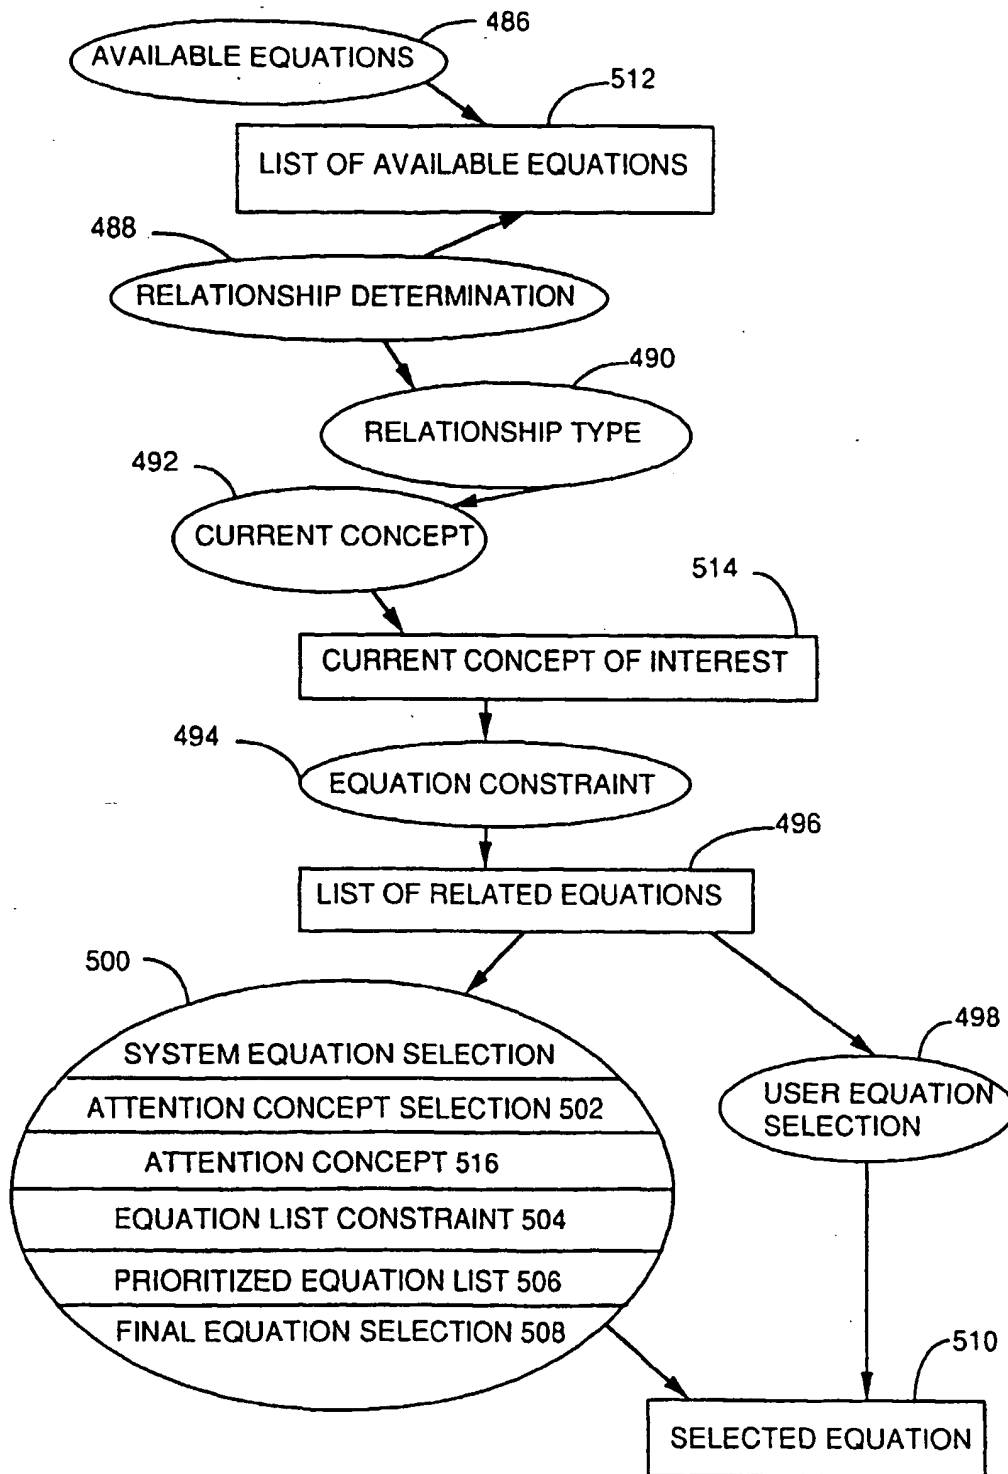 486
AVAILABLE EQUATIONS
512
LIST OF AVAILABLE EQUATIONS
488
RELATIONSHIP DETERMINATION
490
RELATIONSHIP TYPE
492
CURRENT CONCEPT
514
CURRENT CONCEPT OF INTEREST
494
EQUATION CONSTRAINT
496
LIST OF RELATED EQUATIONS
500
SYSTEM EQUATION SELECTION
ATTENTION CONCEPT SELECTION 502
ATTENTION CONCEPT 516
EQUATION LIST CONSTRAINT 504
PRIORITIZED EQUATION LIST 506
FINAL EQUATION SELECTION 508
498
USER EQUATION
SELECTION
510
SELECTED EQUATION